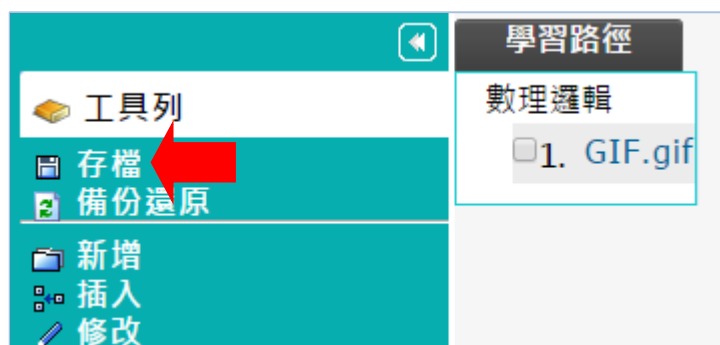 工具列
存檔
備份還原
新增
插入
修改
學習路徑
數理邏輯
1. GIF.gif